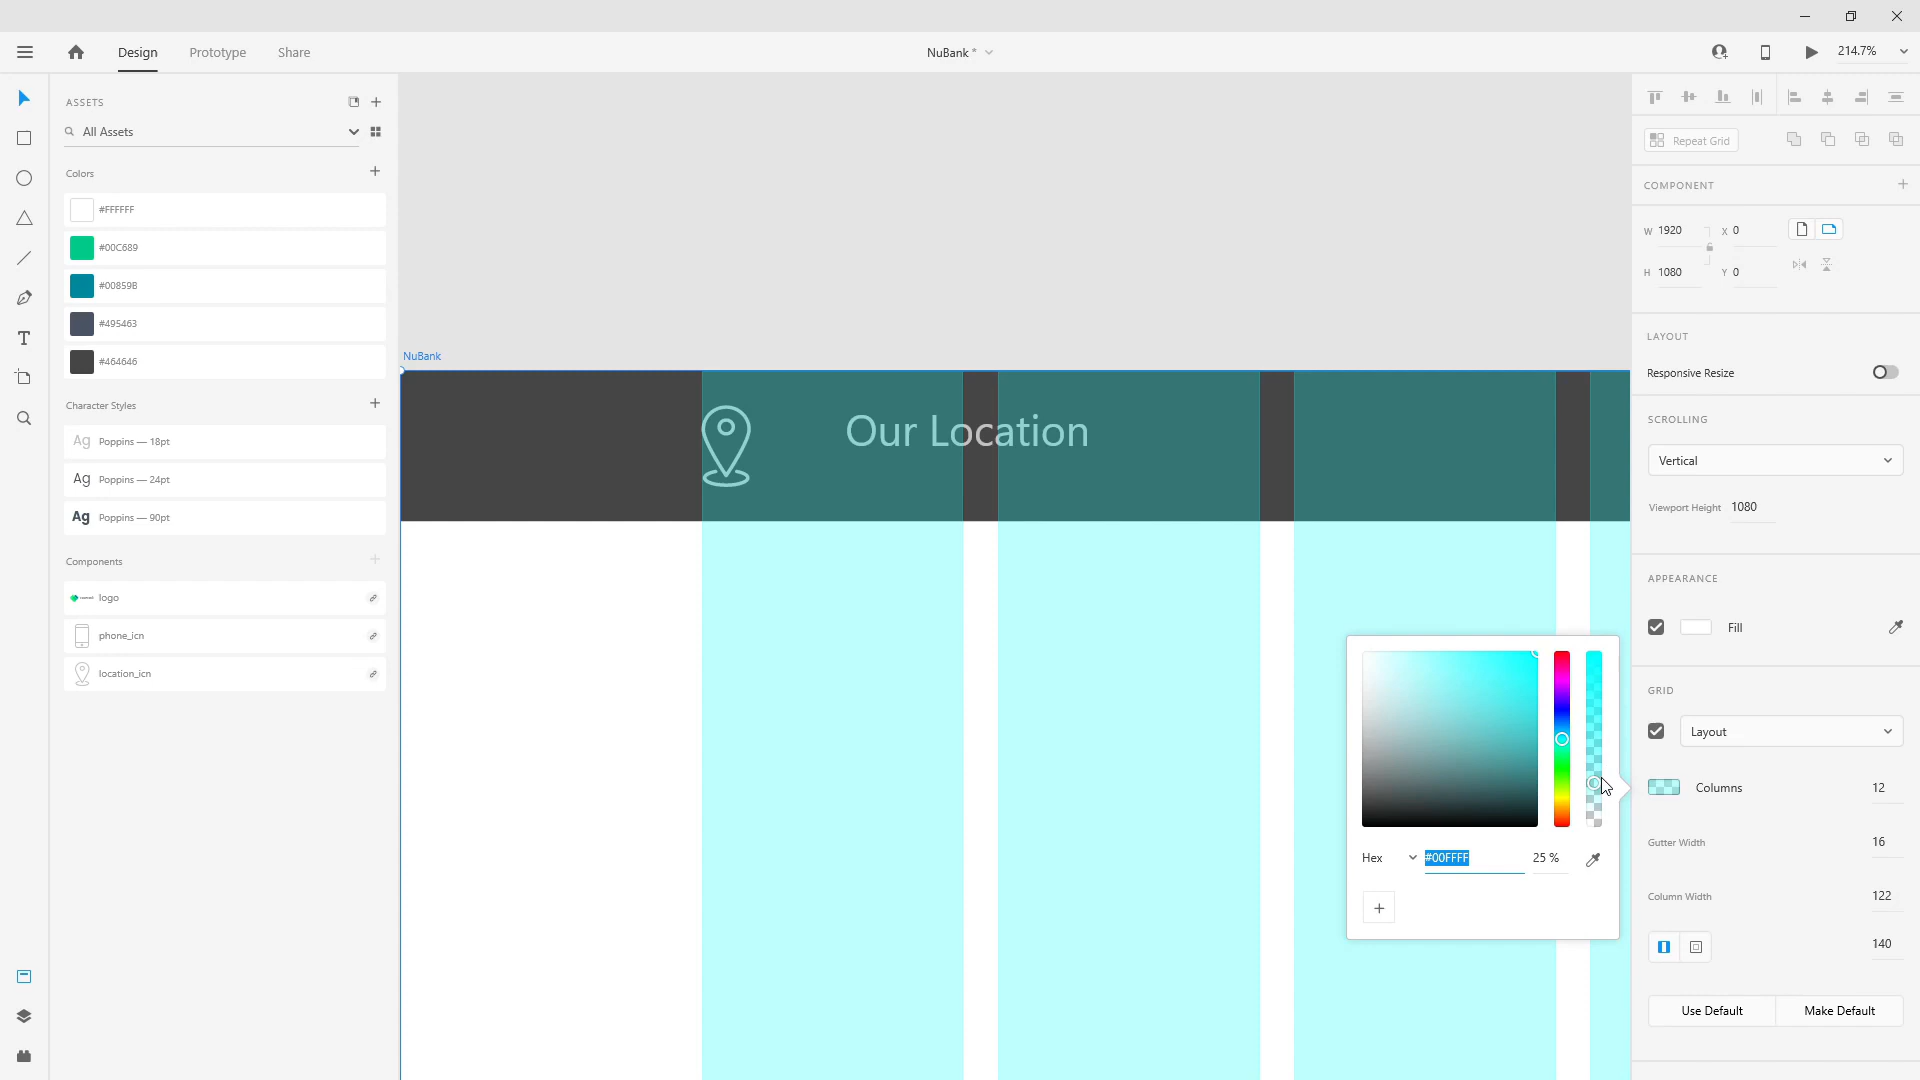 Design
Prototype
Share
NuBank *
214.7%
ASSETS
All Assets
Colors
#FFFFFF
#00C689
#00859B
#495463
#464646
Character Styles
Ag Poppins — 18pt
Ag Poppins — 24pt
Ag Poppins — 90pt
Components
logo
phone_icn
location_icn
NuBank
Our Location
Hex
#00FFFF
25 %
Repeat Grid
COMPONENT
W 1920
X 0
H 1080
Y 0
LAYOUT
Responsive Resize
SCROLLING
Vertical
Viewport Height 1080
APPEARANCE
Fill
GRID
Layout
Columns 12
Gutter Width 16
Column Width 122
140
Use Default
Make Default